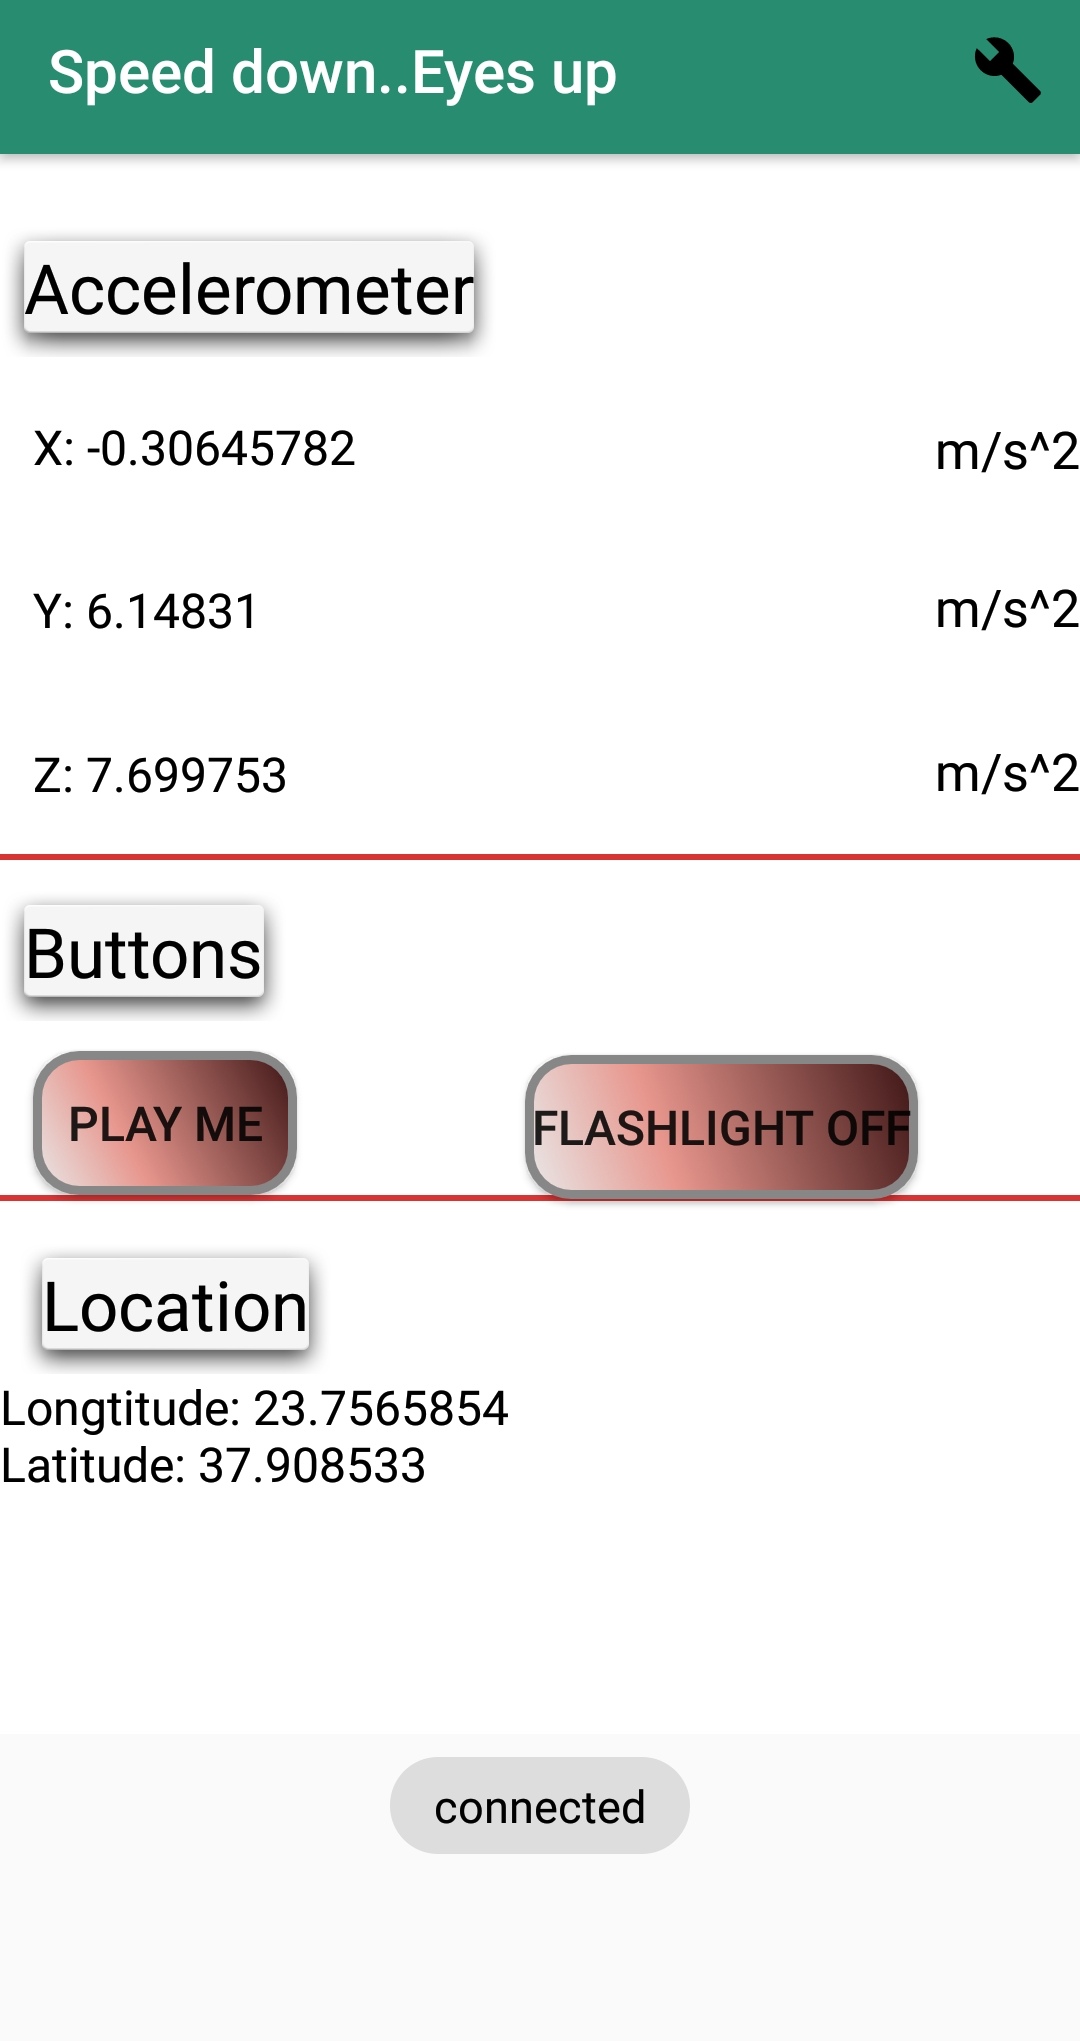 Speed down..Eyes up
Accelerometer
X: -0.30645782 m/s^2
Y: 6.14831 m/s^2
Z: 7.699753 m/s^2
Buttons
PLAY ME FLASHLIGHT OFF
Location
Longtitude: 23.7565854
Latitude: 37.908533
connected